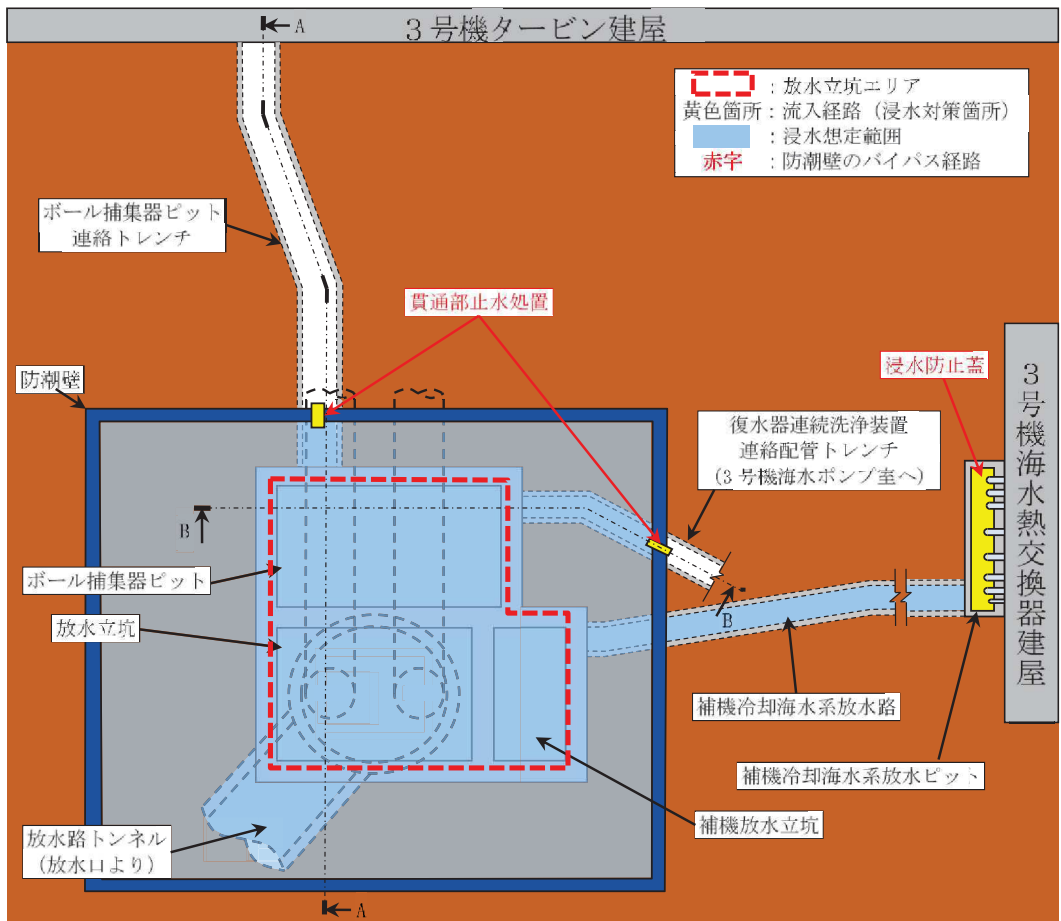 A
3号機タービン建屋
：放水立坑エリア
黄色箇所：流入経路（浸水対策箇所）
：浸水想定範囲
赤字：防潮壁のバイパス経路
ボール捕集器ピット
連絡トレンチ
貫通部止水処置
防潮壁
浸水防止蓋
3号機海水熱交換器建屋
復水器連続洗浄装置
連絡配管トレンチ
(3号機海水ポンプ室へ)
B
ボール捕集器ピット
放水立坑
B
補機冷却海水系放水路
補機冷却海水系放水ピット
補機放水立坑
放水路トンネル
(放水口より)
A